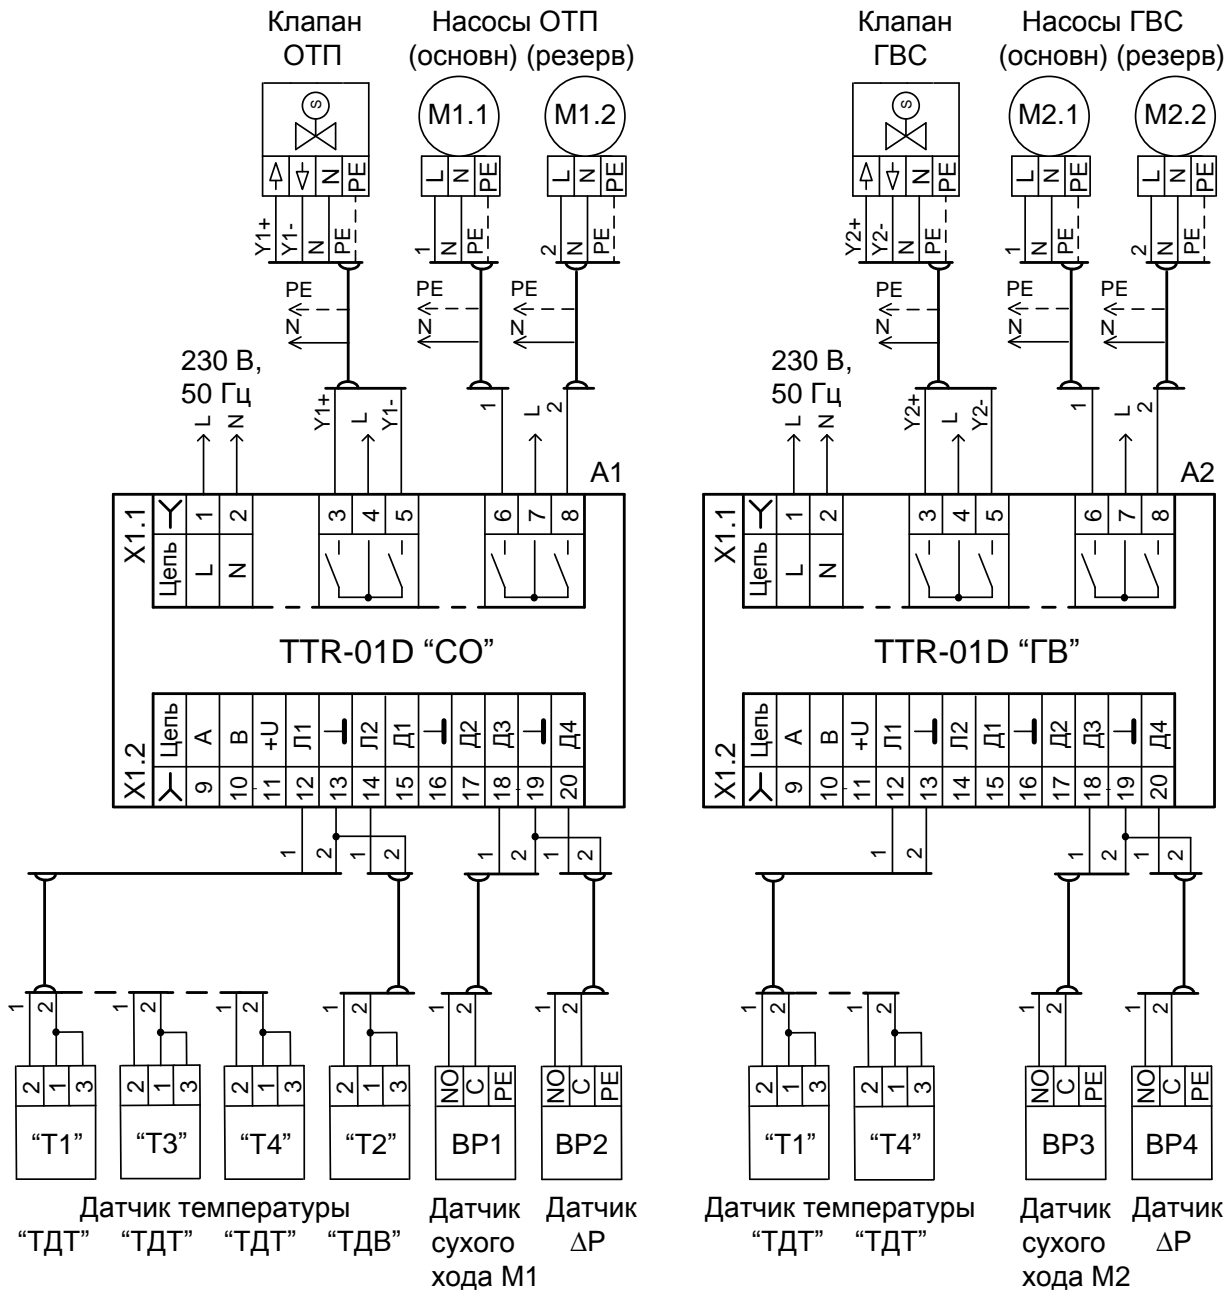 Клапан Насосы ОТП Клапан Насосы ГВС
ОТП (основн) (резерв) ГВС (основн) (резерв)
S M1.1 M1.2 S M2.1 M2.2
N PE L N PE L N PE N PE L N PE L N PE
Y1+ Y1- N PE 1 N PE 2 N PE Y2+ Y2- N PE 1 N PE 2 N PE
PE PE PE PE PE PE
N N N N N N
230 В, 230 В,
50 Гц 50 Гц
L N Y1+ L Y1- 1 L 2 L N Y2+ L Y2- 1 L 2
A1 A2
X1.1 1 2 3 4 5 6 7 8 X1.1 1 2 3 4 5 6 7 8
Цепь L N Цепь L N
TTR-01D “СО” TTR-01D “ГВ”
X1.2 Цепь A B +U Л1 Л2 Д1 Д2 Д3 Д4 X1.2 Цепь A B +U Л1 Л2 Д1 Д2 Д3 Д4
9 10 11 12 13 14 15 16 17 18 19 20 9 10 11 12 13 14 15 16 17 18 19 20
1 2 1 2 1 2 1 2 1 2 1 2 1 2
1 2 1 2 1 2 1 2 1 2 1 2 1 2 1 2 1 2 1 2
2 1 3 2 1 3 2 1 3 2 1 3 NO C PE NO C PE 2 1 3 2 1 3 NO C PE NO C PE
“Т1” “Т3” “Т4” “Т2” BP1 BP2 “Т1” “Т4” BP3 BP4
Датчик температуры Датчик Датчик Датчик температуры Датчик Датчик
“ТДТ” “ТДТ” “ТДТ” “ТДВ” сухого ΔP “ТДТ” “ТДТ” сухого ΔP
хода М1 хода М2